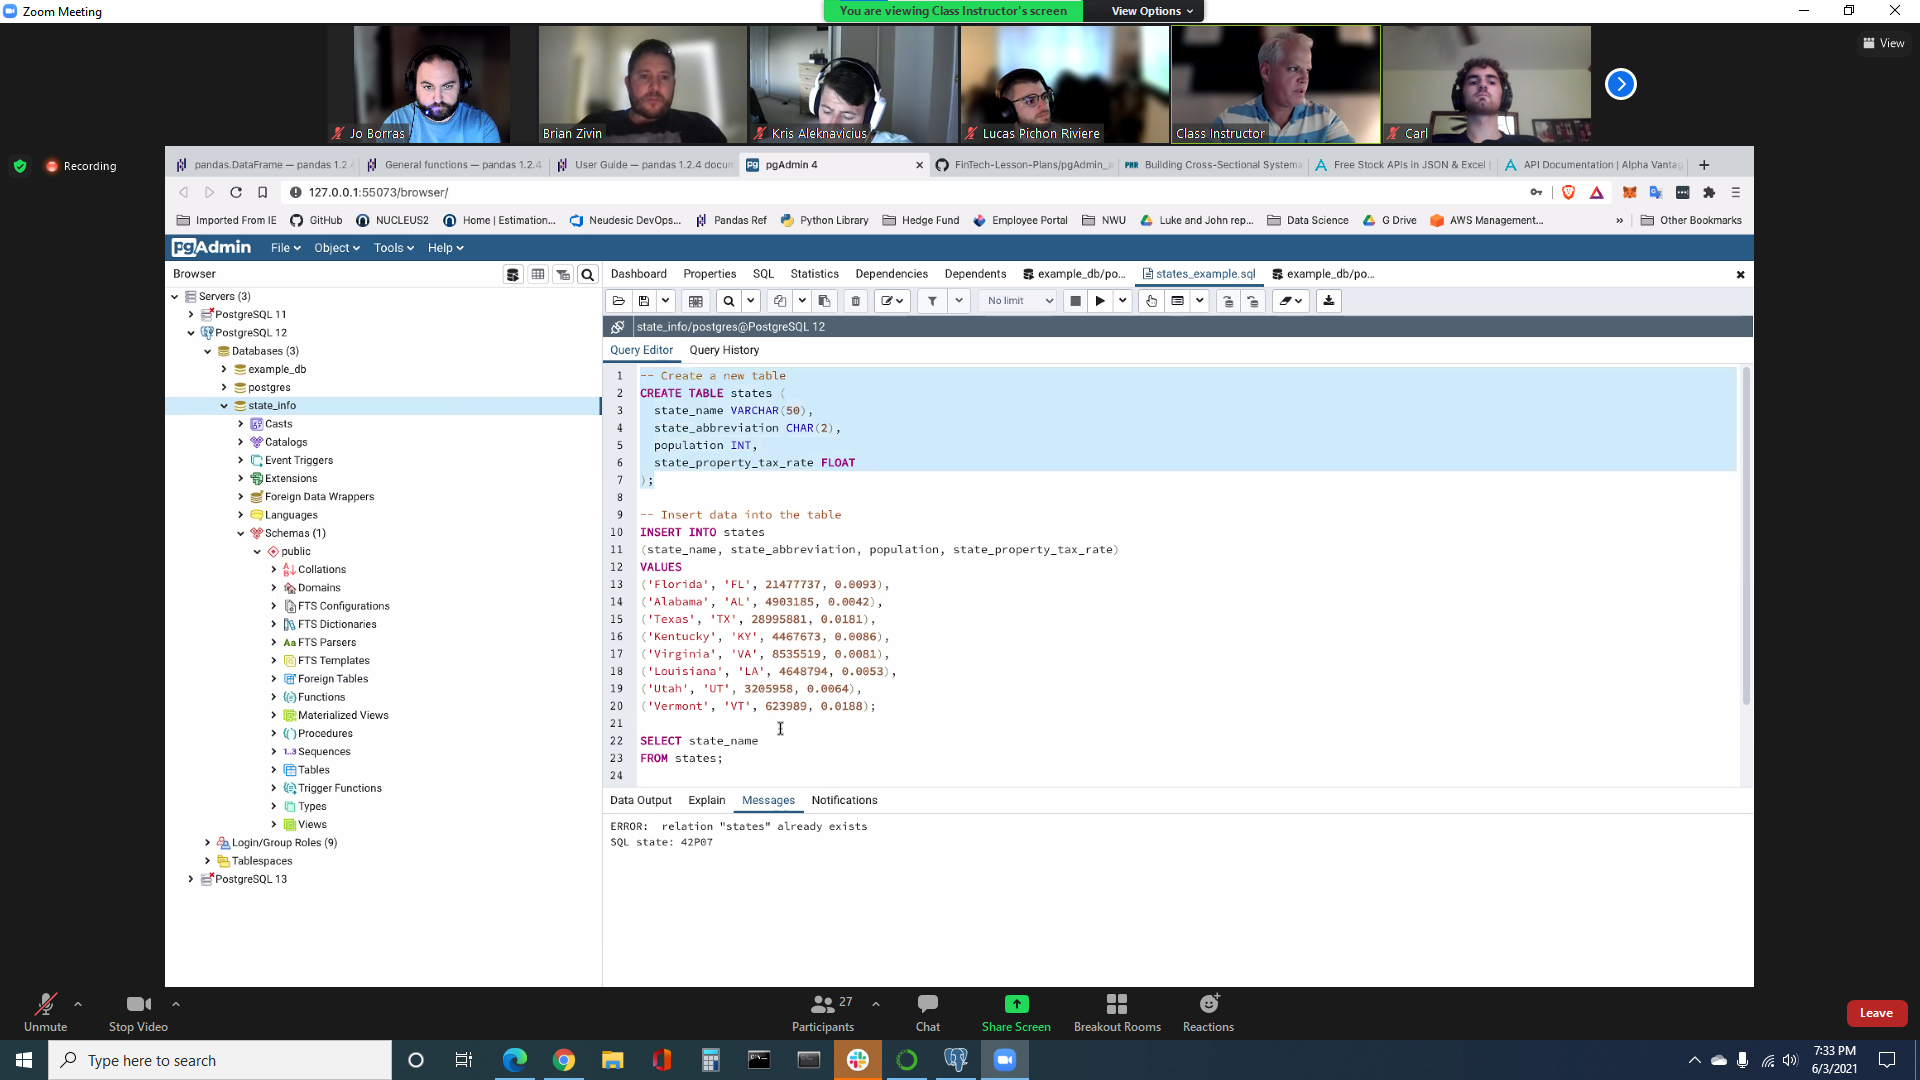 Zoom Meeting
You are viewing Class Instructor's screen
View Options
View
Jo Borras
Brian Zivin
Kris Aleknavicius
Lucas Pichon Riviere
Class Instructor
Carl
Recording
pandas.DataFrame — pandas 1.2.4
General functions — pandas 1.2.4
User Guide — pandas 1.2.4 docum
pgAdmin 4
FinTech-Lesson-Plans/pgAdmin_a
PMR Building Cross-Sectional Systema
Free Stock APIs in JSON & Excel
API Documentation | Alpha Vantag
127.0.0.1:55073/browser/
Imported From IE
GitHub
NUCLEUS2
Home | Estimation...
Neudesic DevOps...
Pandas Ref
Python Library
Hedge Fund
Employee Portal
NWU
Luke and John rep...
Data Science
G Drive
AWS Management...
»
Other Bookmarks
pgAdmin
File
Object
Tools
Help
Browser
Dashboard
Properties
SQL
Statistics
Dependencies
Dependents
example_db/po...
states_example.sql
example_db/po...
No limit
state_info/postgres@PostgreSQL 12
Query Editor
Query History
Servers (3)
PostgreSQL 11
PostgreSQL 12
Databases (3)
example_db
postgres
state_info
Casts
Catalogs
Event Triggers
Extensions
Foreign Data Wrappers
Languages
Schemas (1)
public
Collations
Domains
FTS Configurations
FTS Dictionaries
Aa FTS Parsers
FTS Templates
Foreign Tables
Functions
Materialized Views
Procedures
1..3 Sequences
Tables
Trigger Functions
Types
Views
Login/Group Roles (9)
Tablespaces
PostgreSQL 13
1 -- Create a new table
2 CREATE TABLE states (
3 state_name VARCHAR(50),
4 state_abbreviation CHAR(2),
5 population INT,
6 state_property_tax_rate FLOAT
7 );
8
9 -- Insert data into the table
10 INSERT INTO states
11 (state_name, state_abbreviation, population, state_property_tax_rate)
12 VALUES
13 ('Florida', 'FL', 21477737, 0.0093),
14 ('Alabama', 'AL', 4903185, 0.0042),
15 ('Texas', 'TX', 28995881, 0.0181),
16 ('Kentucky', 'KY', 4467673, 0.0086),
17 ('Virginia', 'VA', 8535519, 0.0081),
18 ('Louisiana', 'LA', 4648794, 0.0053),
19 ('Utah', 'UT', 3205958, 0.0064),
20 ('Vermont', 'VT', 623989, 0.0188);
21
22 SELECT state_name
23 FROM states;
24
Data Output
Explain
Messages
Notifications
ERROR: relation "states" already exists
SQL state: 42P07
Unmute
Stop Video
27
Participants
Chat
Share Screen
Breakout Rooms
Reactions
Leave
Type here to search
7:33 PM
6/3/2021